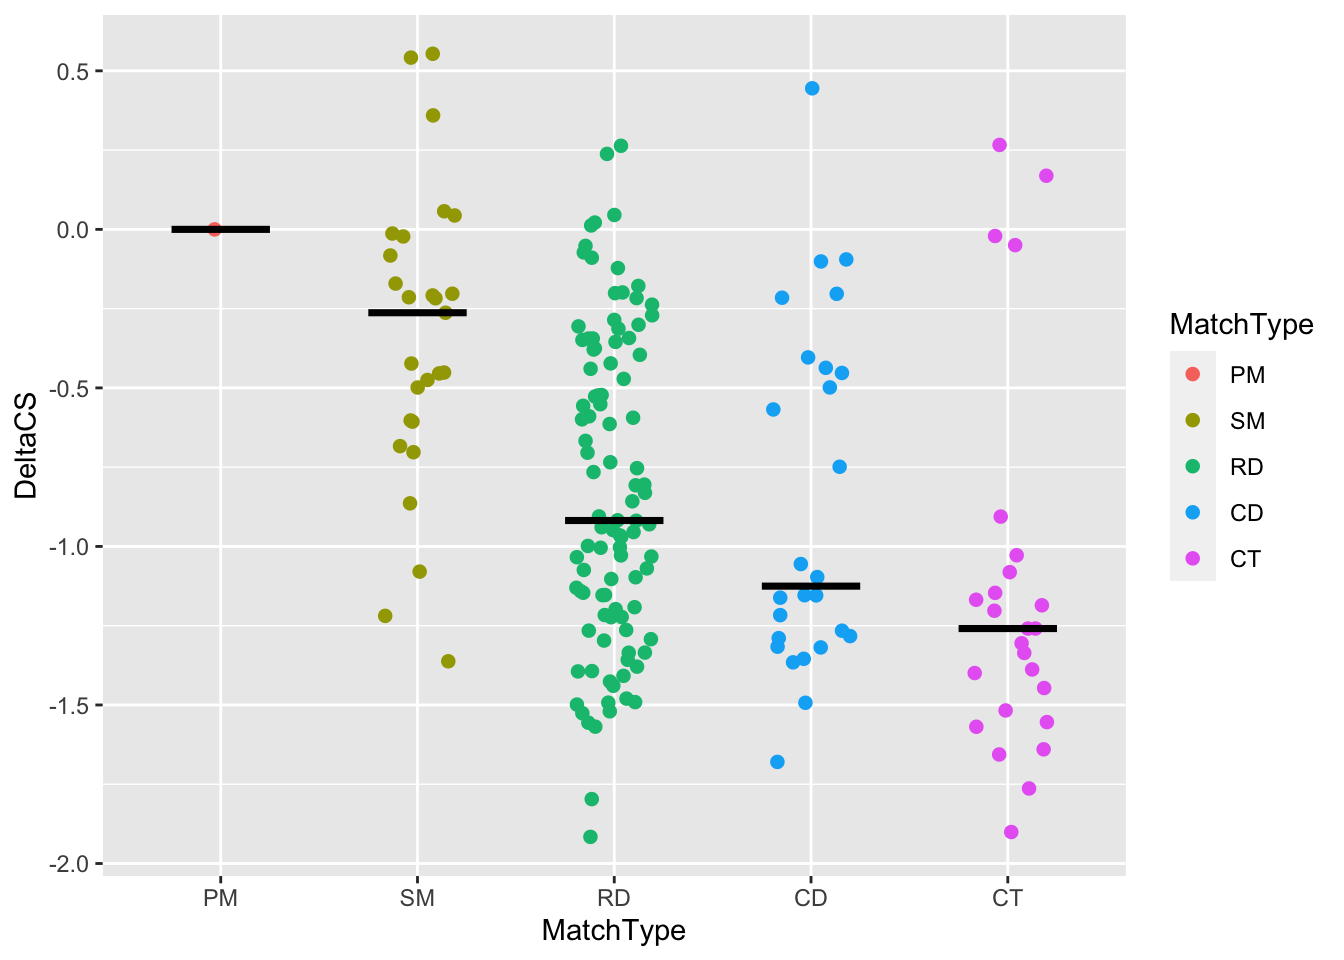 DeltaCS
0.5
0.0
-0.5
-1.0
-1.5
-2.0
PM SM RD CD CT
MatchType
MatchType
PM
SM
RD
CD
CT